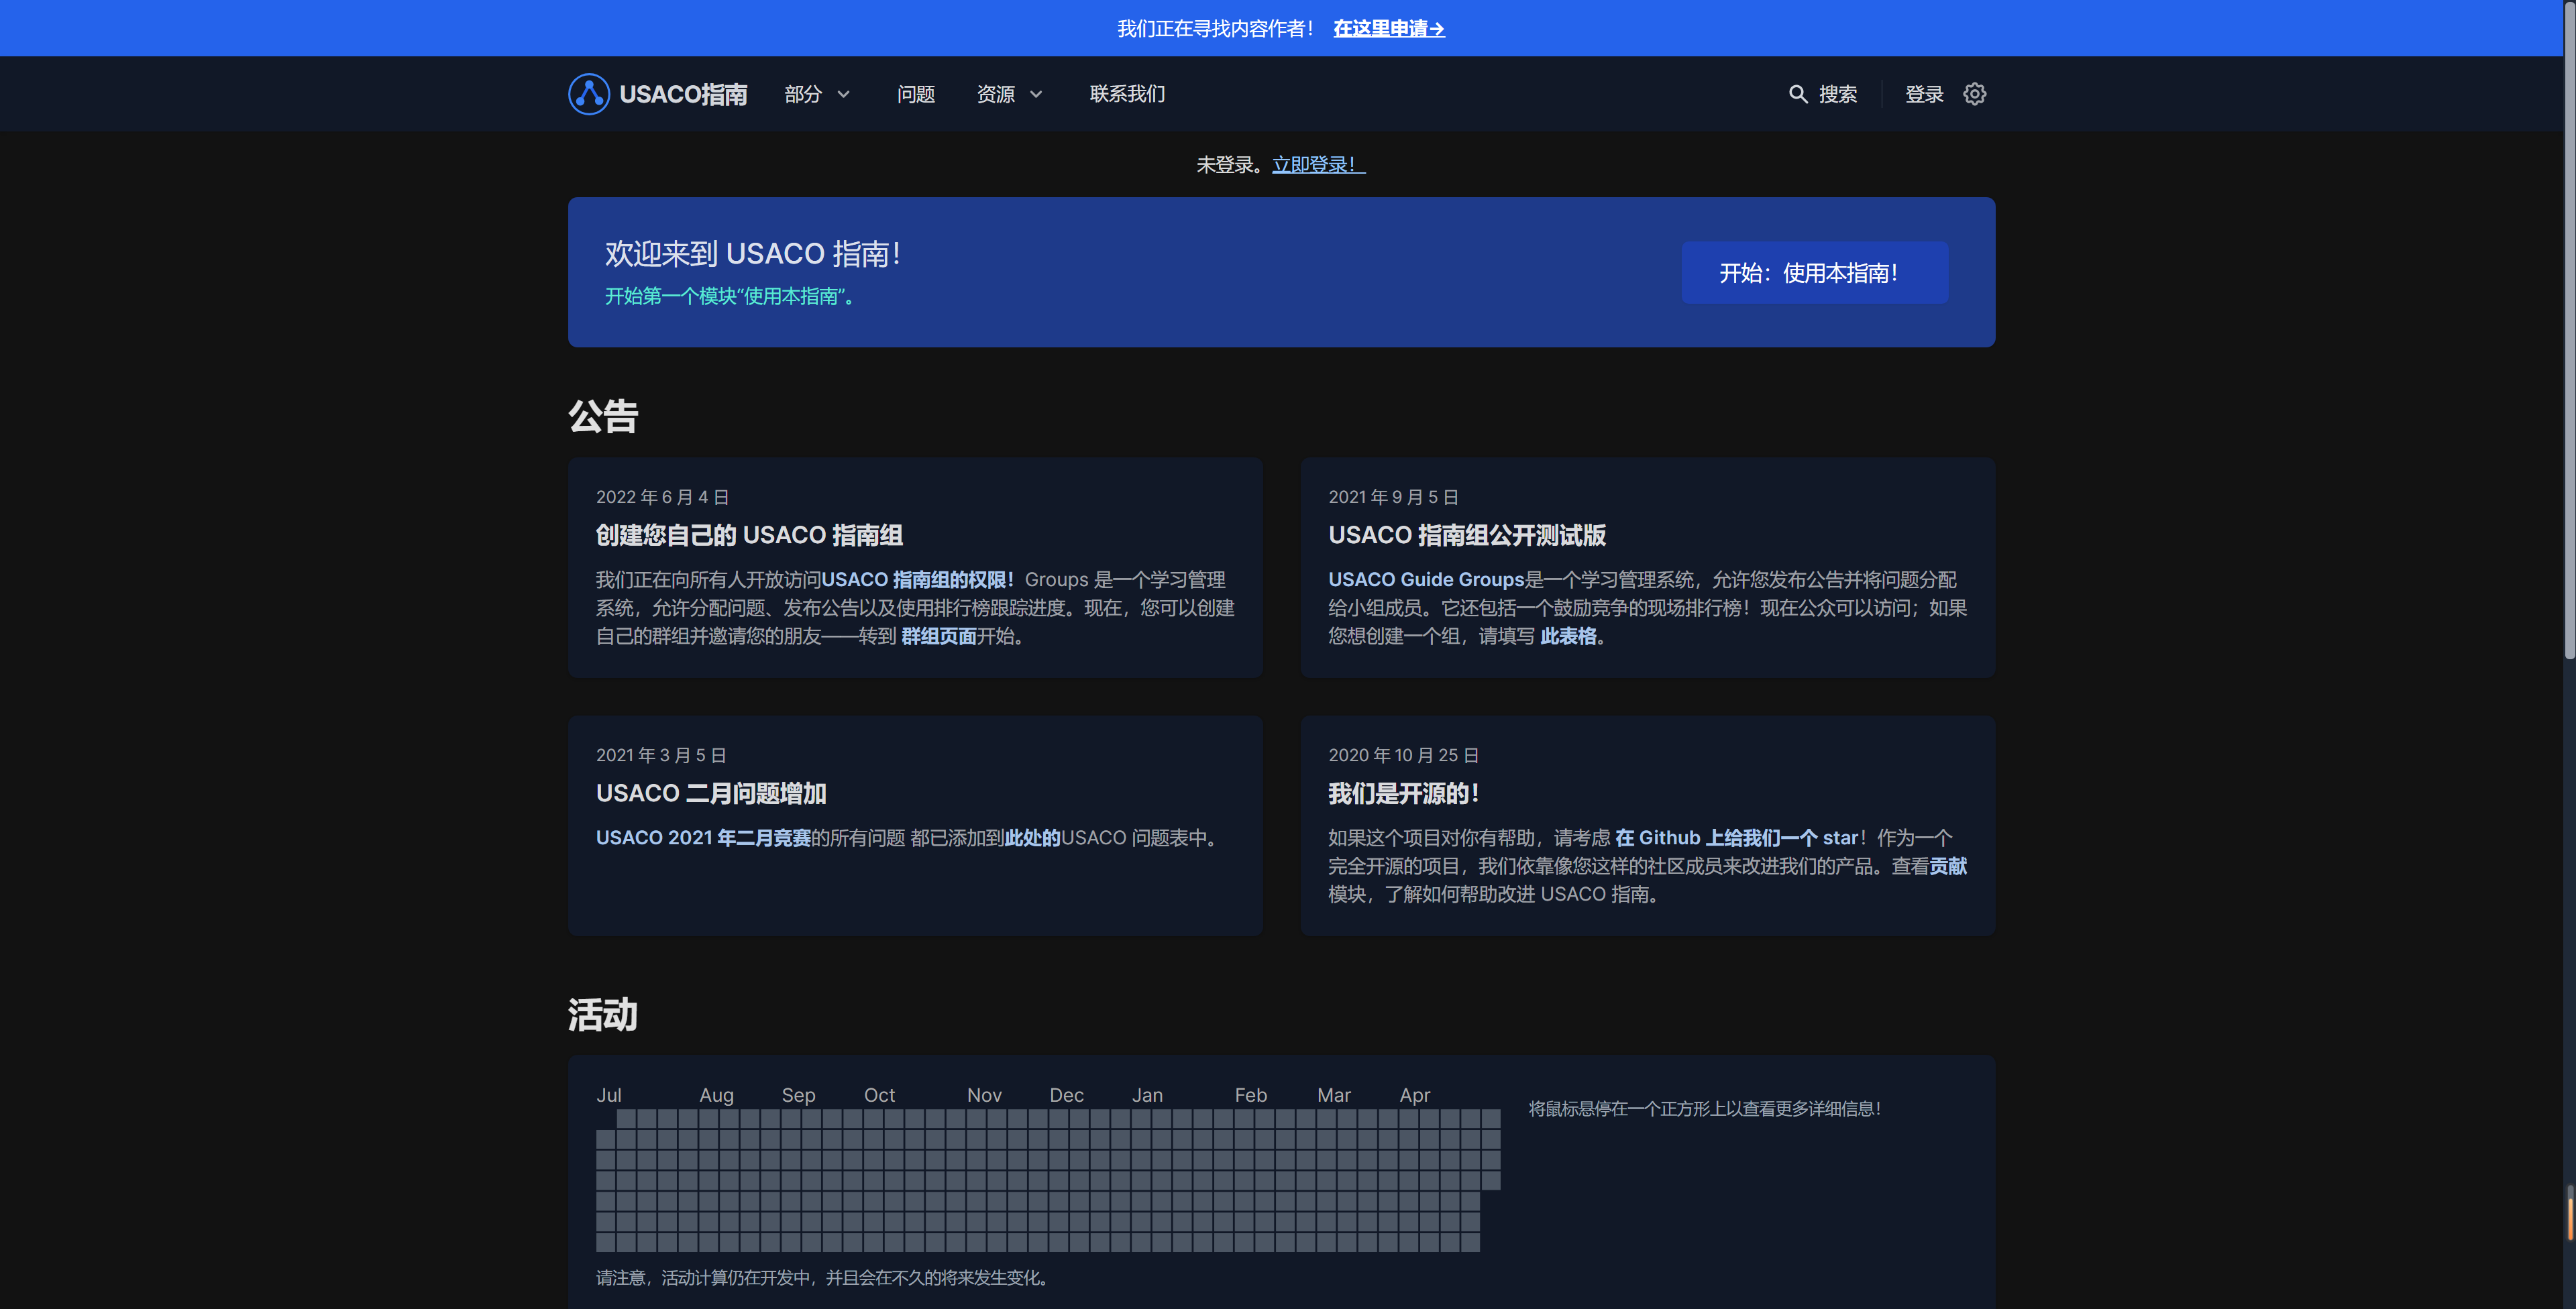 我们正在寻找内容作者！ 在这里申请→
USACO指南 部分 问题 资源 联系我们 搜索 登录
未登录。立即登录！
欢迎来到 USACO 指南！
开始第一个模块“使用本指南”。
开始：使用本指南！
公告
2022 年 6 月 4 日
创建您自己的 USACO 指南组
我们正在向所有人开放访问USACO 指南组的权限！Groups 是一个学习管理
系统，允许分配问题、发布公告以及使用排行榜跟踪进度。现在，您可以创建
自己的群组并邀请您的朋友——转到 群组页面开始。
2021 年 9 月 5 日
USACO 指南组公开测试版
USACO Guide Groups是一个学习管理系统，允许您发布公告并将问题分配
给小组成员。它还包括一个鼓励竞争的现场排行榜！现在公众可以访问；如果
您想创建一个组，请填写 此表格。
2021 年 3 月 5 日
USACO 二月问题增加
USACO 2021 年二月竞赛的所有问题 都已添加到此处的USACO 问题表中。
2020 年 10 月 25 日
我们是开源的！
如果这个项目对你有帮助，请考虑 在 Github 上给我们一个 star！作为一个
完全开源的项目，我们依靠像您这样的社区成员来改进我们的产品。查看贡献
模块，了解如何帮助改进 USACO 指南。
活动
Jul Aug Sep Oct Nov Dec Jan Feb Mar Apr
将鼠标悬停在一个正方形上以查看更多详细信息！
请注意，活动计算仍在开发中，并且会在不久的将来发生变化。